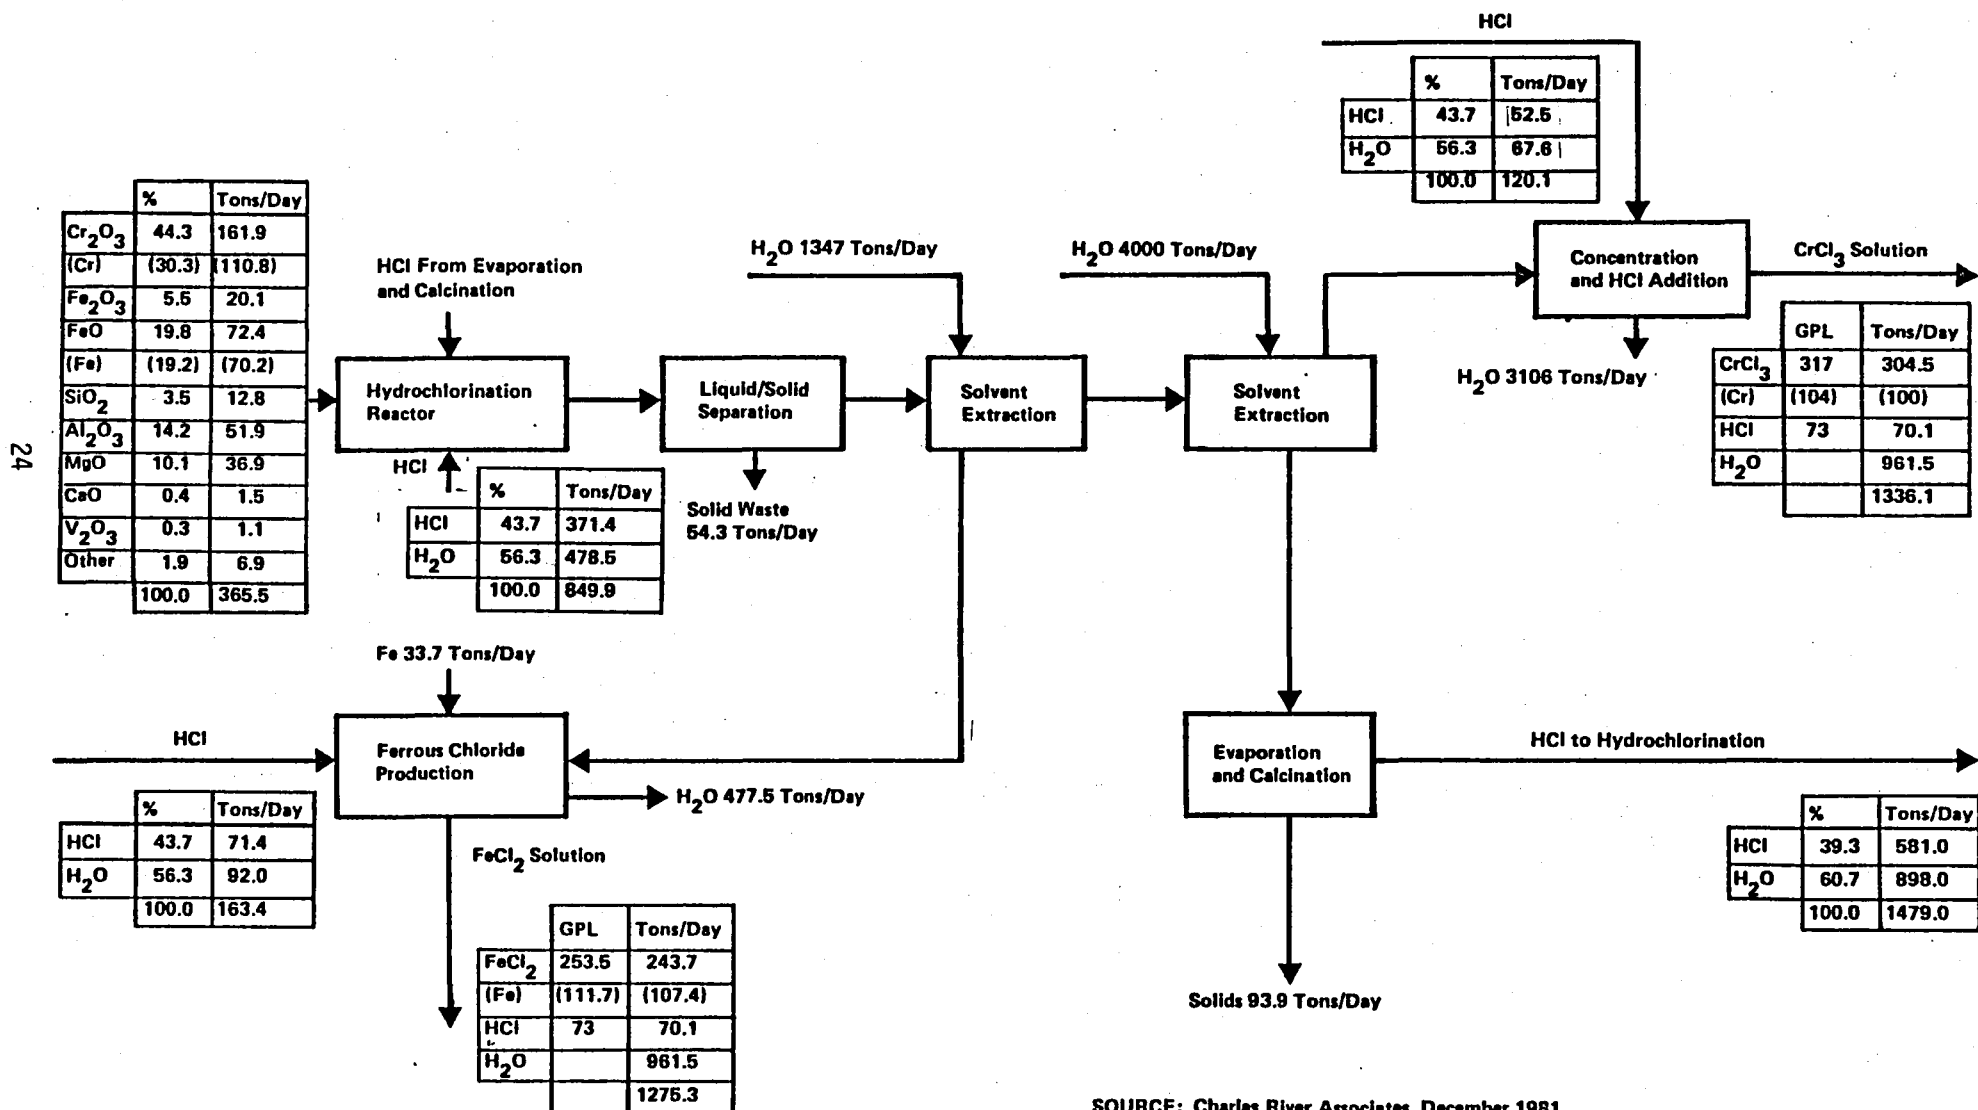 HCl
% Tons/Day
HCl 43.7 52.5
H2O 56.3 67.6
100.0 120.1
% Tons/Day
Cr2O3 44.3 161.9
(Cr) (30.3) (110.8)
Fe2O3 5.5 20.1
FeO 19.8 72.4
(Fe) (19.2) (70.2)
SiO2 3.5 12.8
Al2O3 14.2 51.9
MgO 10.1 36.9
CaO 0.4 1.5
V2O3 0.3 1.1
Other 1.9 6.9
100.0 365.5
HCl From Evaporation
and Calcination
H2O 1347 Tons/Day
H2O 4000 Tons/Day
Concentration
and HCl Addition
CrCl3 Solution
H2O 3106 Tons/Day
GPL Tons/Day
CrCl3 317 304.5
(Cr) (104) (100)
HCl 73 70.1
H2O 961.5
1336.1
Hydrochlorination
Reactor
Liquid/Solid
Separation
Solvent
Extraction
Solvent
Extraction
24
HCl
% Tons/Day
HCl 43.7 371.4
H2O 56.3 478.5
100.0 849.9
Solid Waste
54.3 Tons/Day
Fe 33.7 Tons/Day
HCl
Ferrous Chloride
Production
H2O 477.5 Tons/Day
Evaporation
and Calcination
HCl to Hydrochlorination
% Tons/Day
HCl 43.7 71.4
H2O 56.3 92.0
100.0 163.4
FeCl2 Solution
% Tons/Day
HCl 39.3 581.0
H2O 60.7 898.0
100.0 1479.0
GPL Tons/Day
FeCl2 253.5 243.7
(Fe) (111.7) (107.4)
HCl 73 70.1
H2O 961.5
1275.3
Solids 93.9 Tons/Day
SOURCE: Charles River Associates, December 1981